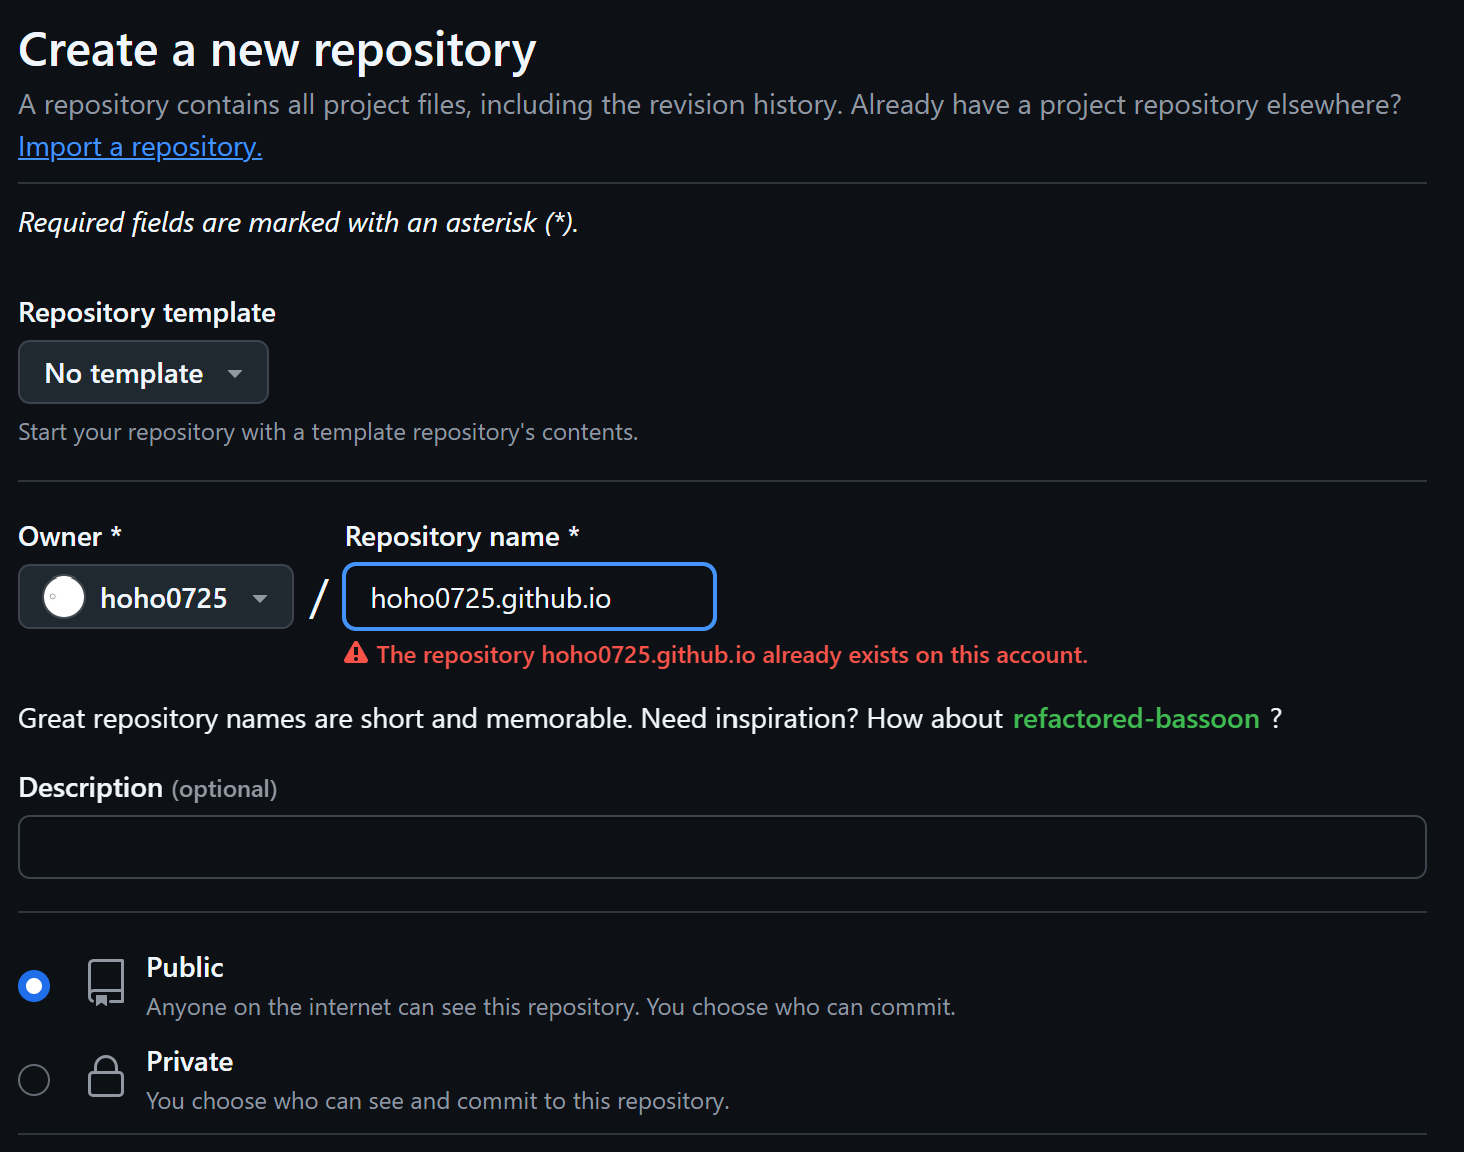 Create a new repository
A repository contains all project files, including the revision history. Already have a project repository elsewhere?
Import a repository.
Required fields are marked with an asterisk (*).
Repository template
No template
Start your repository with a template repository's contents.
Owner *
Repository name *
hoho0725 / hoho0725.github.io
The repository hoho0725.github.io already exists on this account.
Great repository names are short and memorable. Need inspiration? How about refactored-bassoon ?
Description (optional)
Public
Anyone on the internet can see this repository. You choose who can commit.
Private
You choose who can see and commit to this repository.